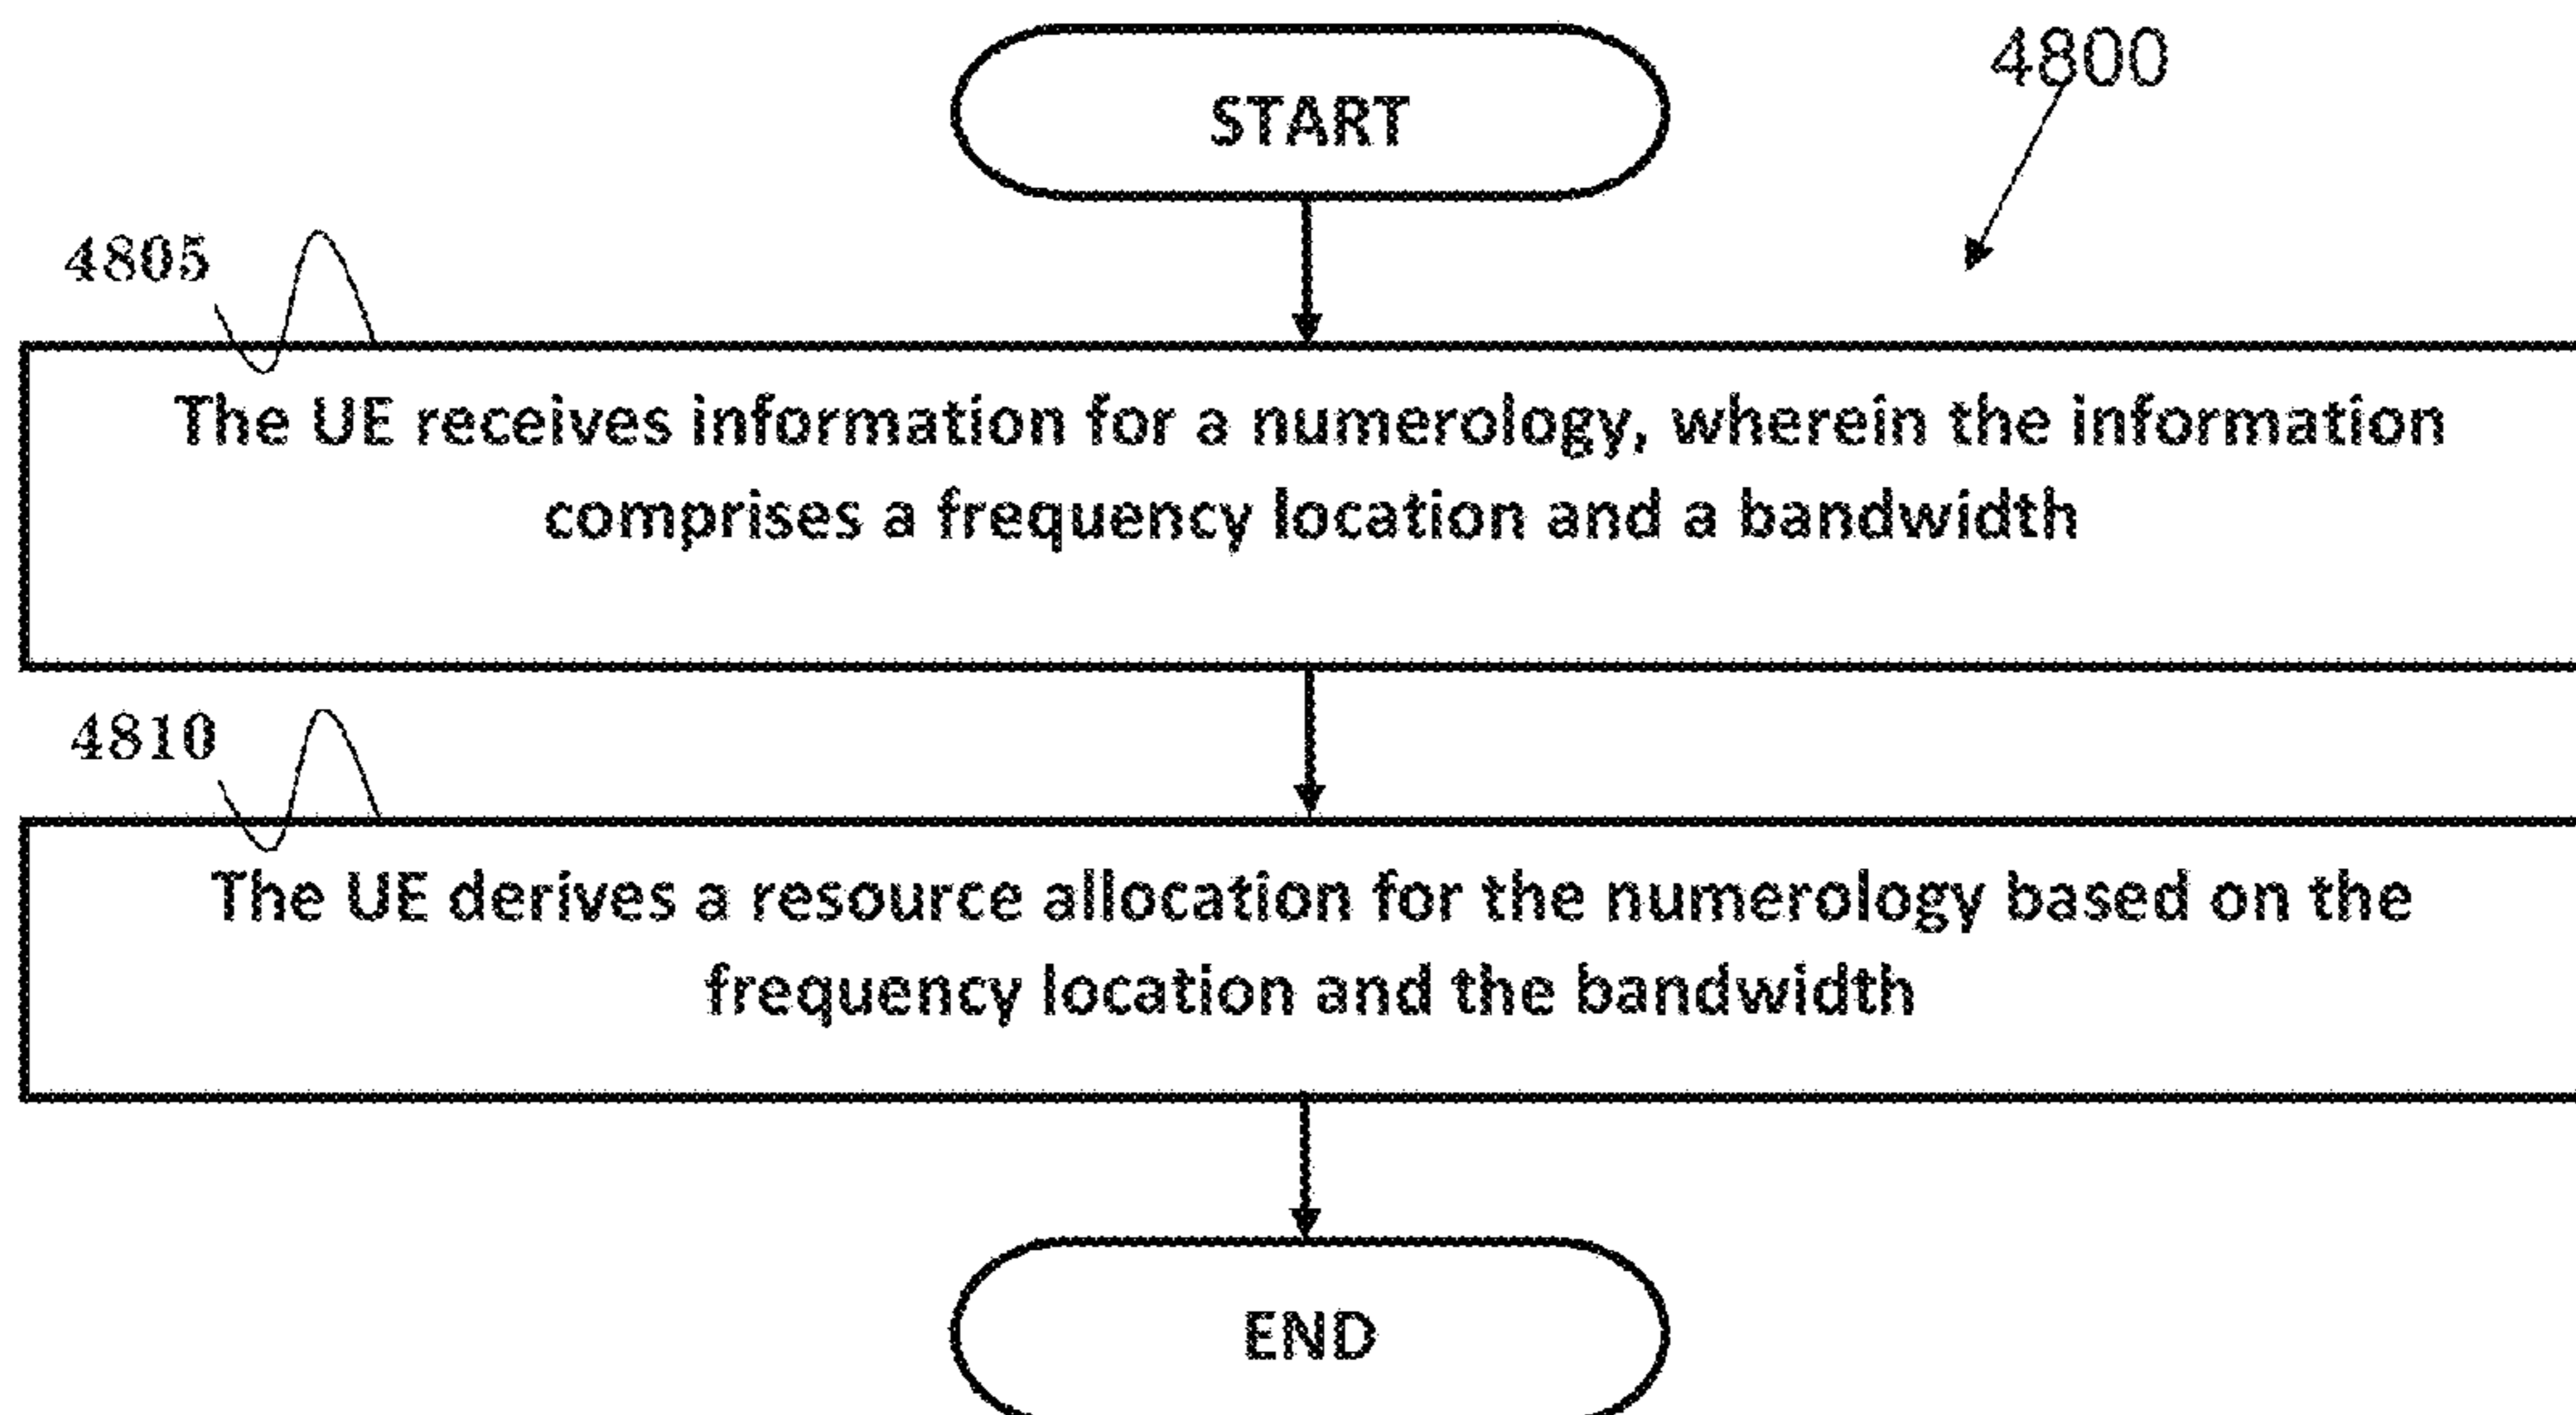 START
4800
4805
The UE receives information for a numerology, wherein the information
comprises a frequency location and a bandwidth
4810
The UE derives a resource allocation for the numerology based on the
frequency location and the bandwidth
END